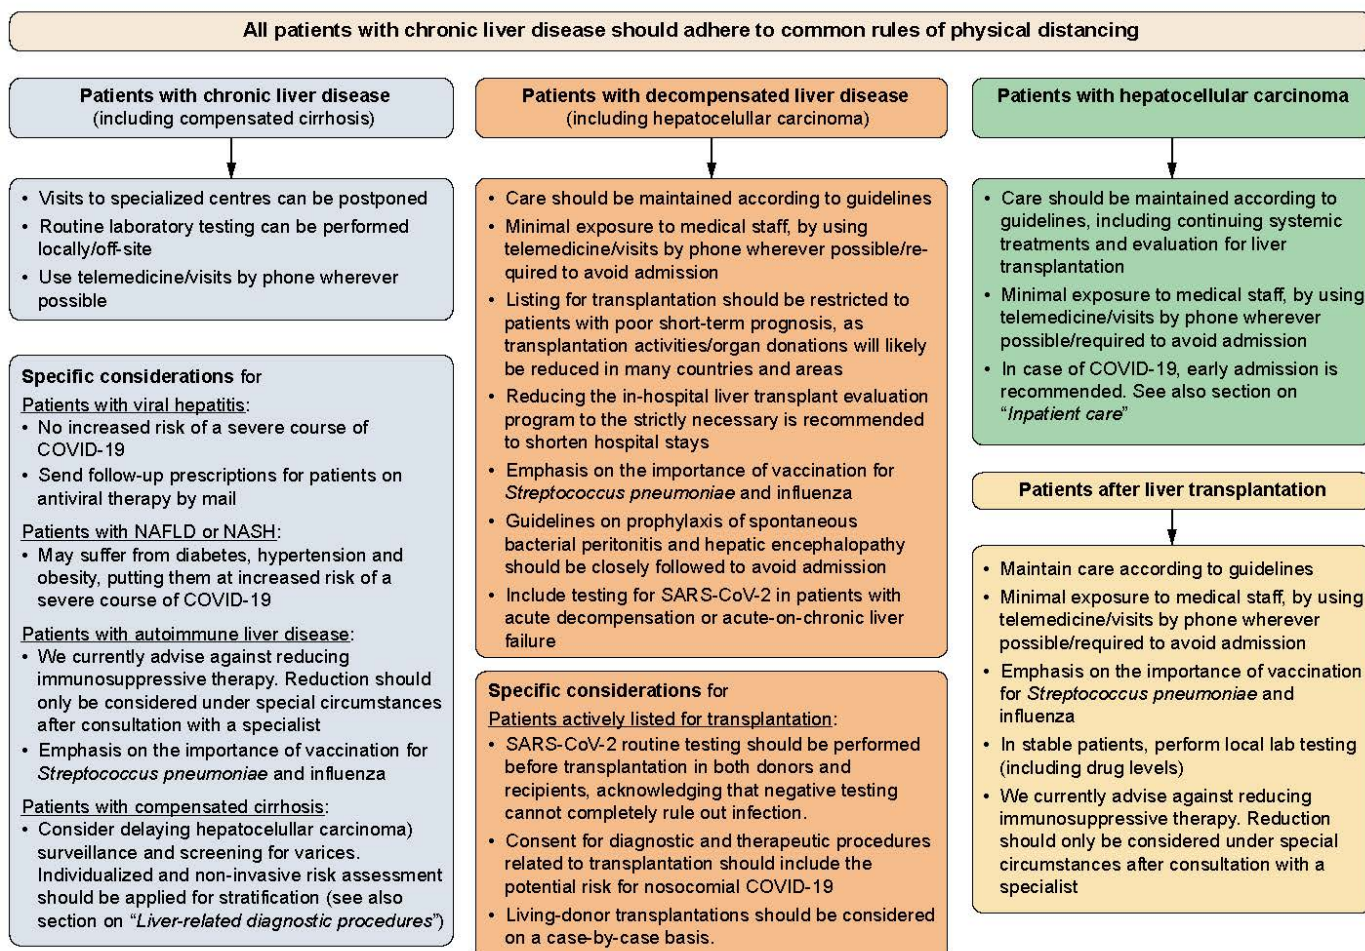 All patients with chronic liver disease should adhere to common rules of physical distancing
Patients with chronic liver disease
(including compensated cirrhosis)
• Visits to specialized centres can be postponed
• Routine laboratory testing can be performed
locally/off-site
• Use telemedicine/visits by phone wherever
possible
Specific considerations for
Patients with viral hepatitis:
• No increased risk of a severe course of
COVID-19
• Send follow-up prescriptions for patients on
antiviral therapy by mail
Patients with NAFLD or NASH:
• May suffer from diabetes, hypertension and
obesity, putting them at increased risk of a
severe course of COVID-19
Patients with autoimmune liver disease:
• We currently advise against reducing
immunosuppressive therapy. Reduction should
only be considered under special circumstances
after consultation with a specialist
• Emphasis on the importance of vaccination for
Streptococcus pneumoniae and influenza
Patients with compensated cirrhosis:
• Consider delaying hepatocelullar carcinoma)
surveillance and screening for varices.
Individualized and non-invasive risk assessment
should be applied for stratification (see also
section on “Liver-related diagnostic procedures”)
Patients with decompensated liver disease
(including hepatocelullar carcinoma)
• Care should be maintained according to guidelines
• Minimal exposure to medical staff, by using
telemedicine/visits by phone wherever possible/re-
quired to avoid admission
• Listing for transplantation should be restricted to
patients with poor short-term prognosis, as
transplantation activities/organ donations will likely
be reduced in many countries and areas
• Reducing the in-hospital liver transplant evaluation
program to the strictly necessary is recommended
to shorten hospital stays
• Emphasis on the importance of vaccination for
Streptococcus pneumoniae and influenza
• Guidelines on prophylaxis of spontaneous
bacterial peritonitis and hepatic encephalopathy
should be closely followed to avoid admission
• Include testing for SARS-CoV-2 in patients with
acute decompensation or acute-on-chronic liver
failure
Specific considerations for
Patients actively listed for transplantation:
• SARS-CoV-2 routine testing should be performed
before transplantation in both donors and
recipients, acknowledging that negative testing
cannot completely rule out infection.
• Consent for diagnostic and therapeutic procedures
related to transplantation should include the
potential risk for nosocomial COVID-19
• Living-donor transplantations should be considered
on a case-by-case basis.
Patients with hepatocellular carcinoma
• Care should be maintained according to
guidelines, including continuing systemic
treatments and evaluation for liver
transplantation
• Minimal exposure to medical staff, by using
telemedicine/visits by phone wherever
possible/required to avoid admission
• In case of COVID-19, early admission is
recommended. See also section on
“Inpatient care”
Patients after liver transplantation
• Maintain care according to guidelines
• Minimal exposure to medical staff, by using
telemedicine/visits by phone wherever
possible/required to avoid admission
• Emphasis on the importance of vaccination
for Streptococcus pneumoniae and
influenza
• In stable patients, perform local lab testing
(including drug levels)
• We currently advise against reducing
immunosuppressive therapy. Reduction
should only be considered under special
circumstances after consultation with a
specialist